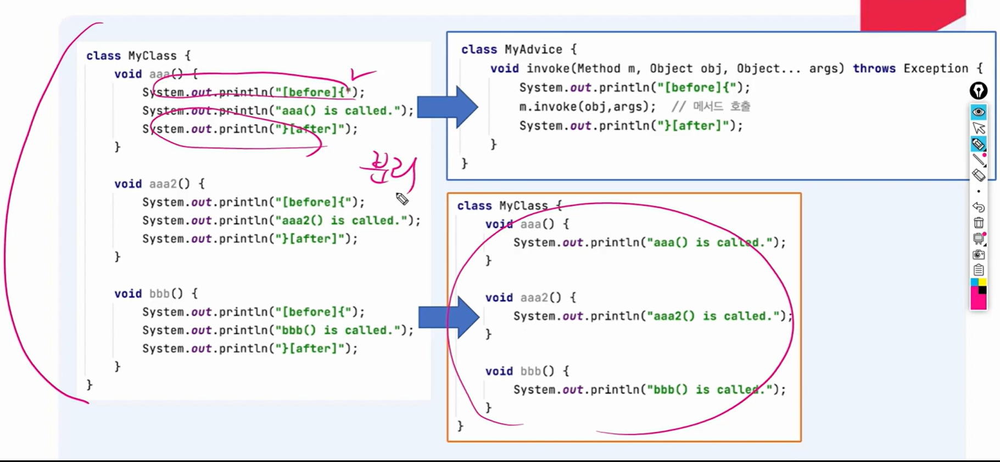 class MyClass {
void aaa() {
System.out.println("[before]{");
System.out.println("aaa() is called.");
System.out.println("}[after]");
}
void aaa2() {
System.out.println("[before]{");
System.out.println("aaa2() is called.");
System.out.println("}[after]");
}
void bbb() {
System.out.println("[before]{");
System.out.println("bbb() is called.");
System.out.println("}[after]");
}
}
분리
class MyAdvice {
void invoke(Method m, Object obj, Object... args) throws Exception {
System.out.println("[before]{");
m.invoke(obj,args);  // 메서드 호출
System.out.println("}[after]");
}
}
class MyClass {
void aaa() {
System.out.println("aaa() is called.");
}
void aaa2() {
System.out.println("aaa2() is called.");
}
void bbb() {
System.out.println("bbb() is called.");
}
}